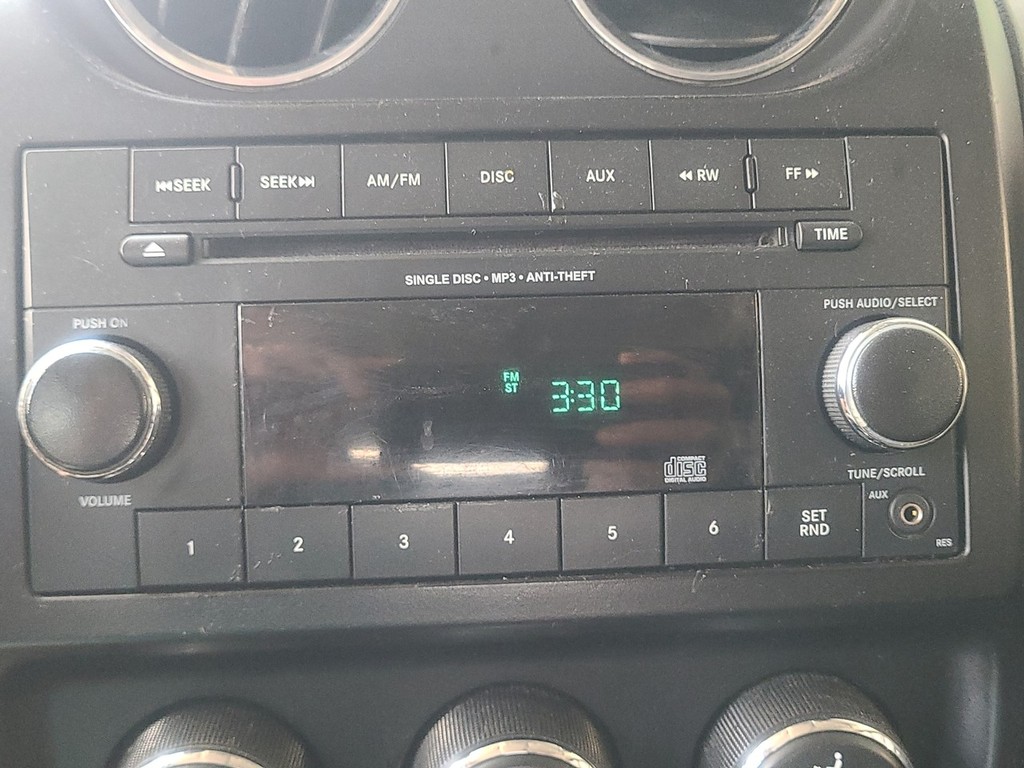 SEEK
SEEK
AM/FM
DISC
AUX
RW
FF
TIME
SINGLE DISC • MP3 • ANTI-THEFT
PUSH ON
PUSH AUDIO/SELECT
FM
ST
3:30
COMPACT
disc
DIGITAL AUDIO
VOLUME
TUNE/SCROLL
1
2
3
4
5
6
SET
RND
AUX
RES